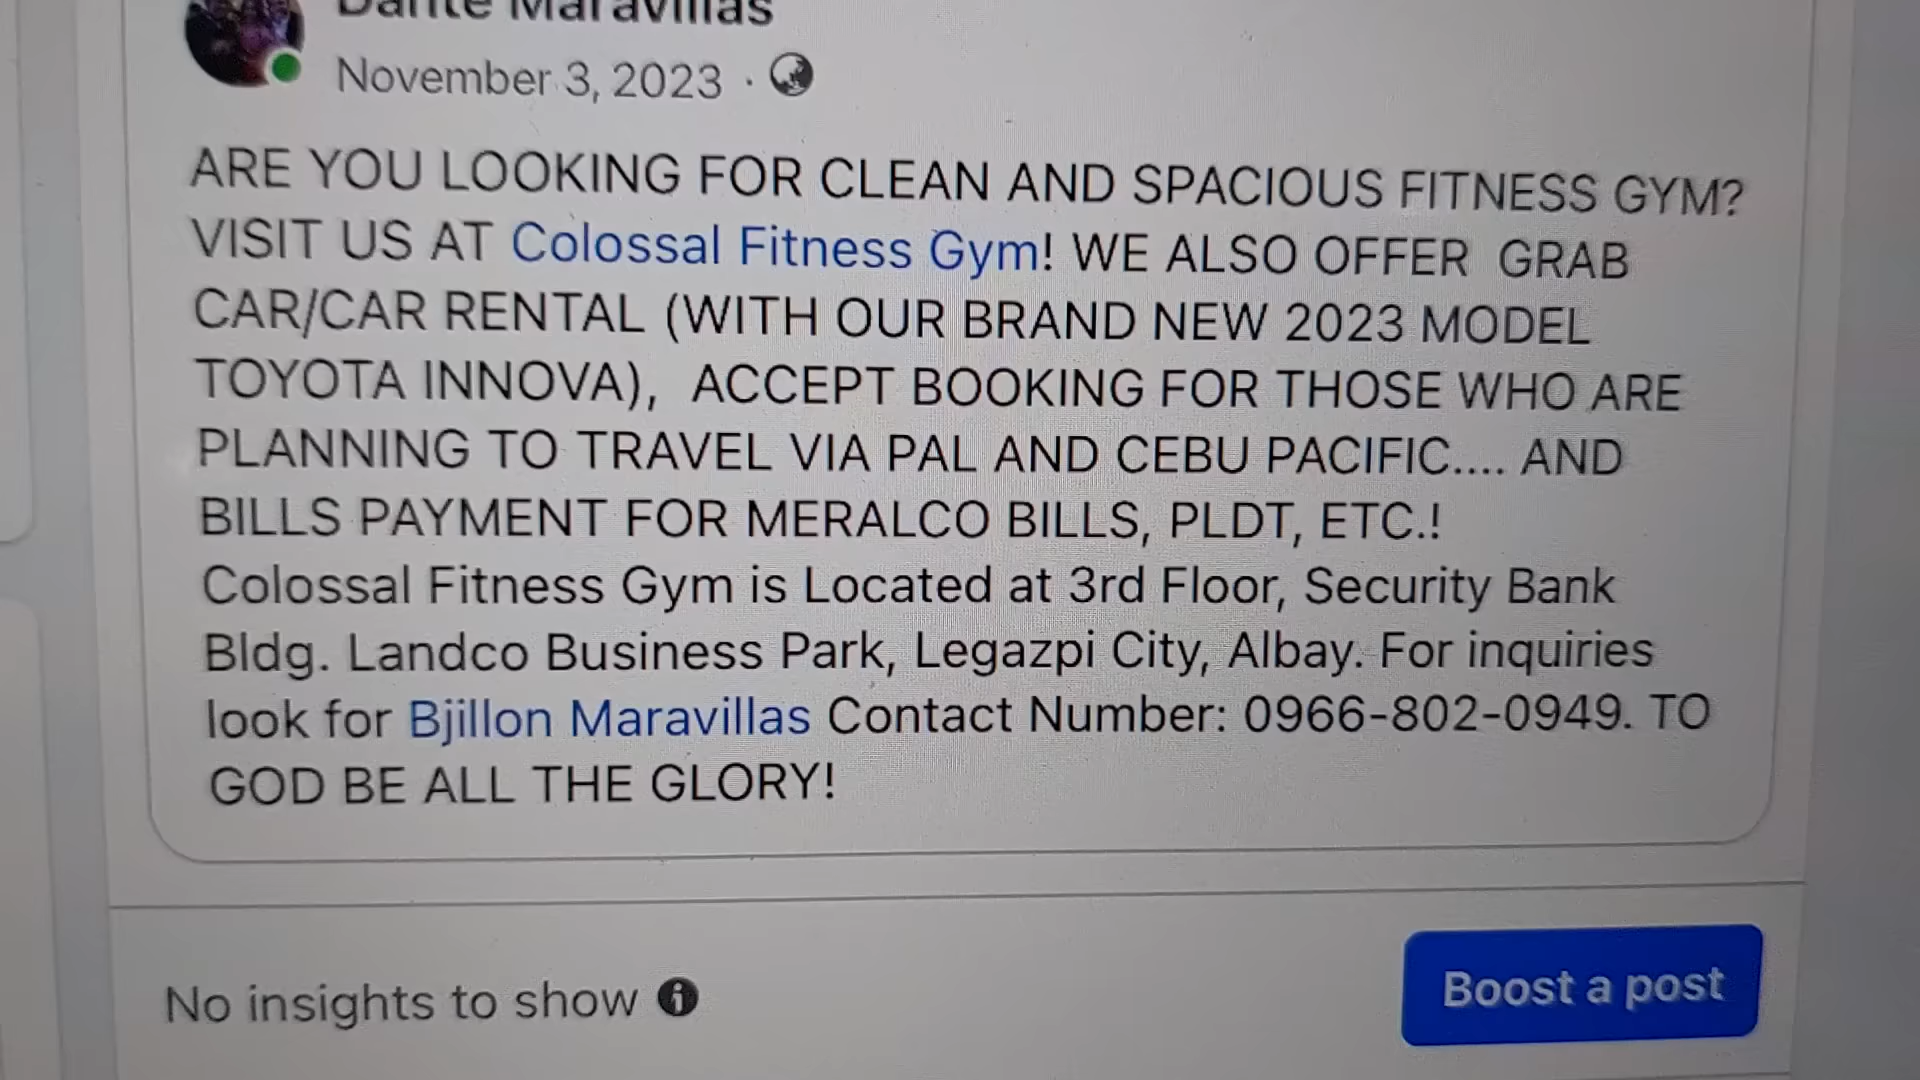 Dante Maravillas
November 3, 2023 ·
ARE YOU LOOKING FOR CLEAN AND SPACIOUS FITNESS GYM?
VISIT US AT Colossal Fitness Gym! WE ALSO OFFER  GRAB
CAR/CAR RENTAL (WITH OUR BRAND NEW 2023 MODEL
TOYOTA INNOVA),  ACCEPT BOOKING FOR THOSE WHO ARE
PLANNING TO TRAVEL VIA PAL AND CEBU PACIFIC.... AND
BILLS PAYMENT FOR MERALCO BILLS, PLDT, ETC.!
Colossal Fitness Gym is Located at 3rd Floor, Security Bank
Bldg. Landco Business Park, Legazpi City, Albay. For inquiries
look for Bjillon Maravillas Contact Number: 0966-802-0949. TO
GOD BE ALL THE GLORY!
No insights to show
Boost a post